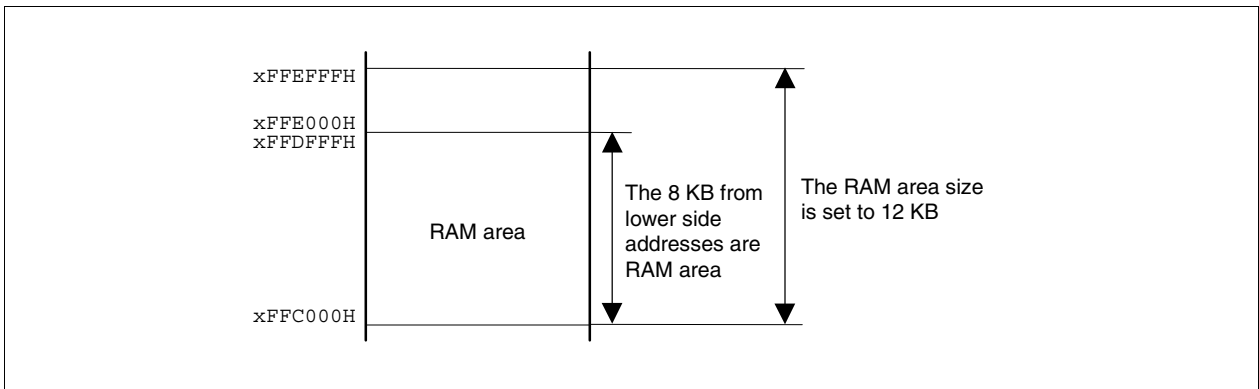 xFFEFFFH
xFFE000H
xFFDFFFH
The 8 KB from
lower side
addresses are
RAM area
The RAM area size
is set to 12 KB
RAM area
xFFC000H